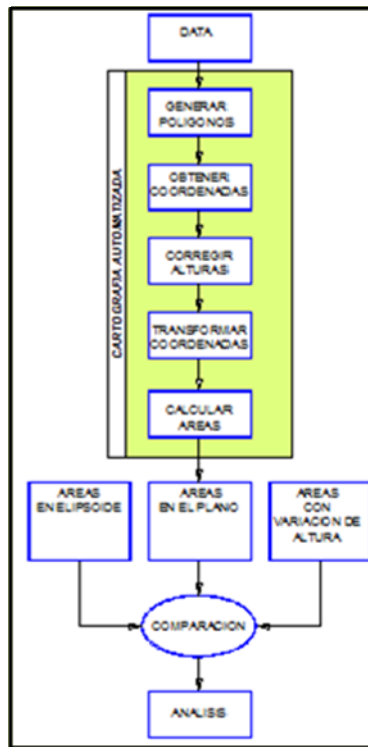 DATA
CARTOGRAFIA AUTOMATIZADA
GENERAR
POLIGONOS
OBTENER
COORDENADAS
CORREGIR
ALTURAS
TRANSFORMAR
COORDENADAS
CALCULAR
AREAS
AREAS
EN ELIPSOIDE
AREAS
EN EL PLANO
AREAS
CON
VARIACION DE
ALTURA
COMPARACION
ANALISIS